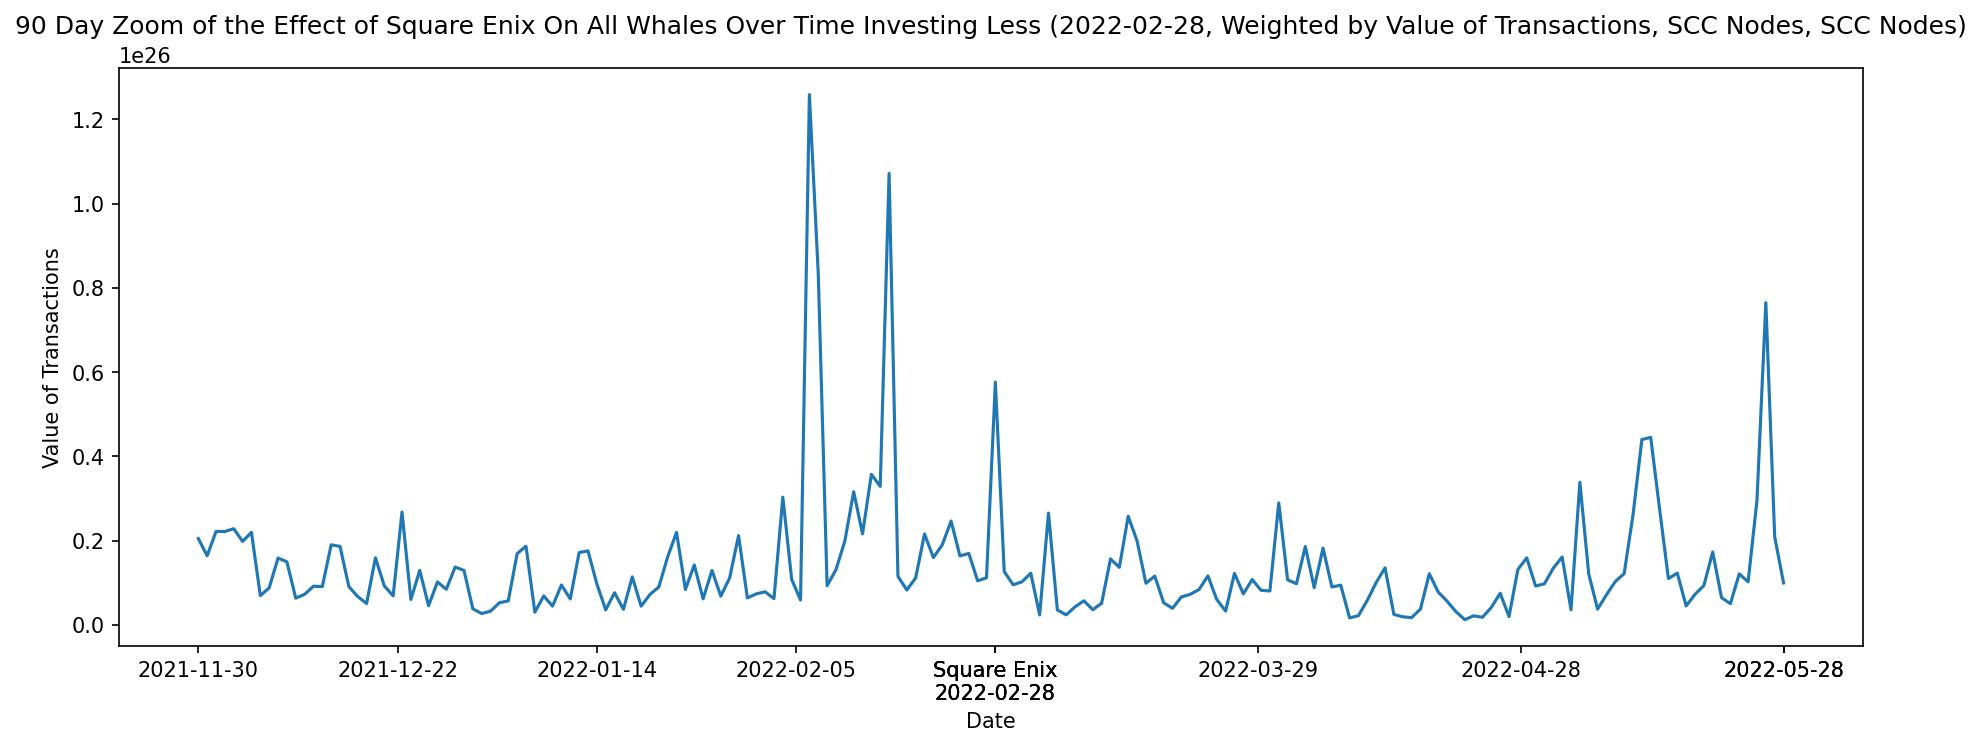 90 Day Zoom of the Effect of Square Enix On All Whales Over Time Investing Less (2022-02-28, Weighted by Value of Transactions, SCC Nodes, SCC Nodes)
1e26
1.2
1.0
0.8
0.6
0.4
0.2
0.0
Value of Transactions
2021-11-30 2021-12-22 2022-01-14 2022-02-05 Square Enix 2022-03-29 2022-04-28 2022-05-28
2022-02-28
Date